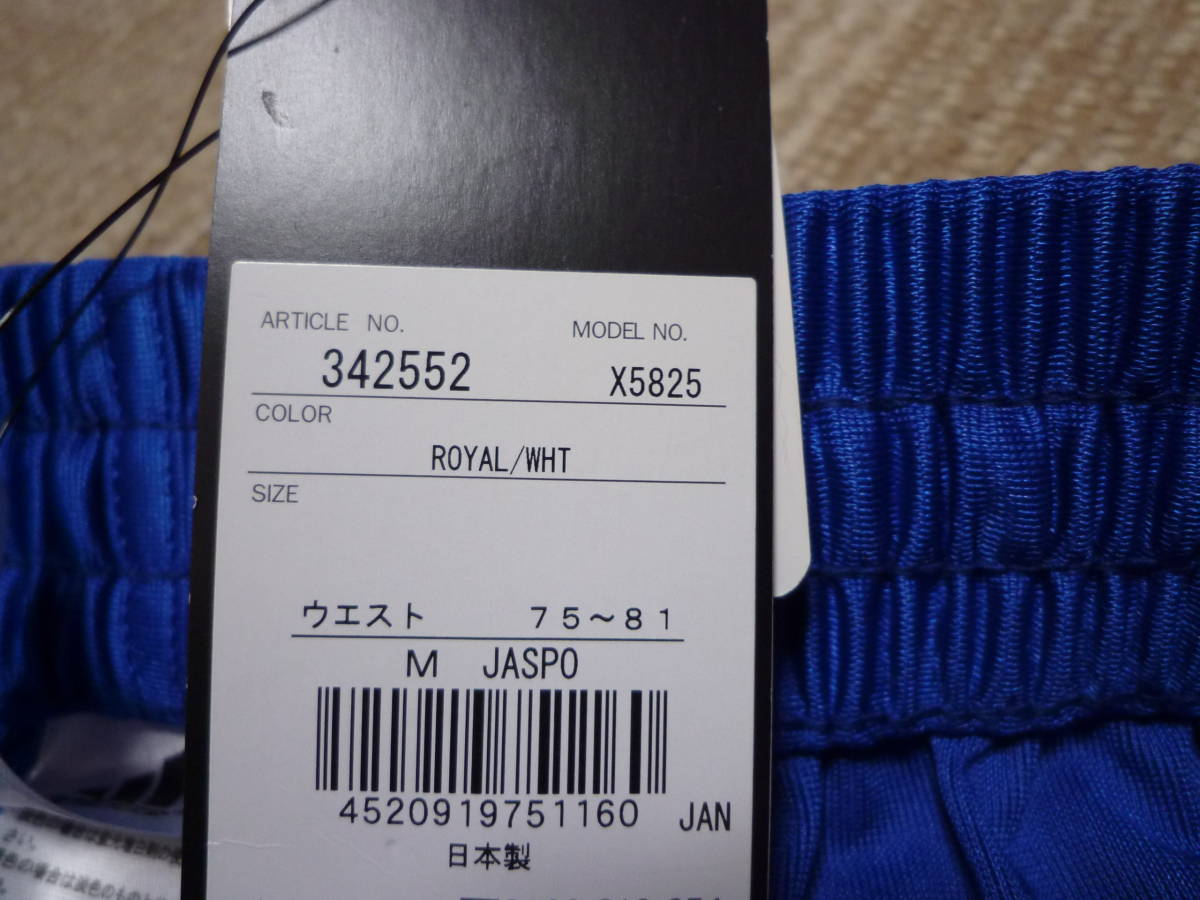 ARTICLE NO. MODEL NO.
342552 X5825
COLOR
ROYAL/WHT
SIZE
ウエスト 75～81
M JASPO
4520919751160 JAN
日本製